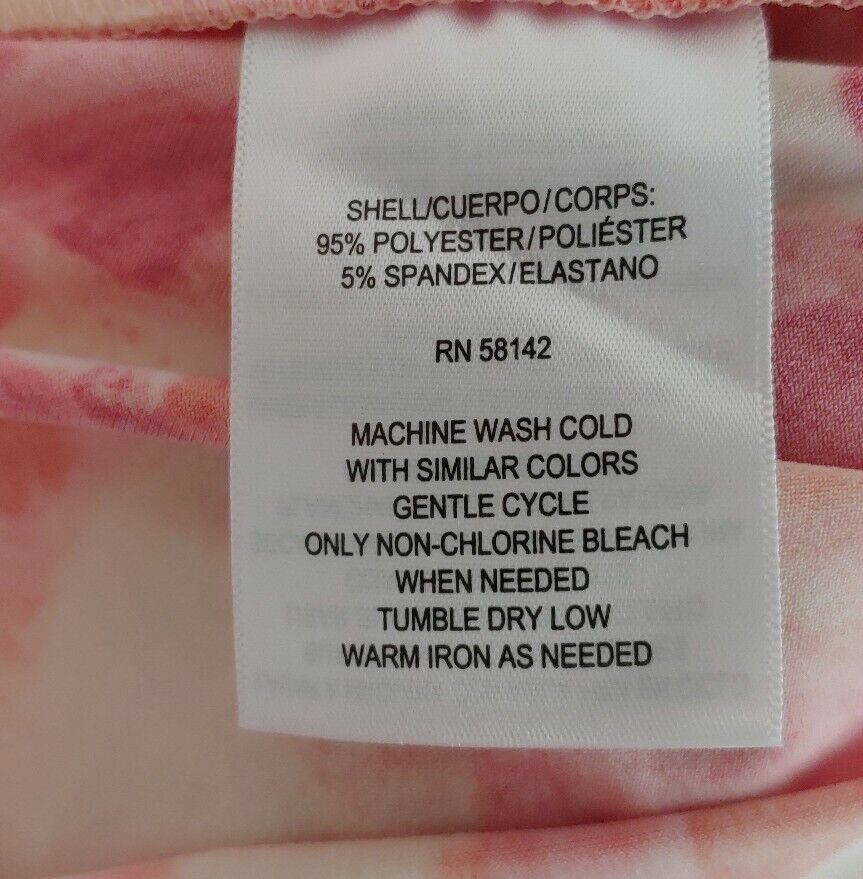 SHELL/CUERPO/CORPS:
95% POLYESTER/POLIÉSTER
5% SPANDEX/ELASTANO
RN 58142
MACHINE WASH COLD
WITH SIMILAR COLORS
GENTLE CYCLE
ONLY NON-CHLORINE BLEACH
WHEN NEEDED
TUMBLE DRY LOW
WARM IRON AS NEEDED